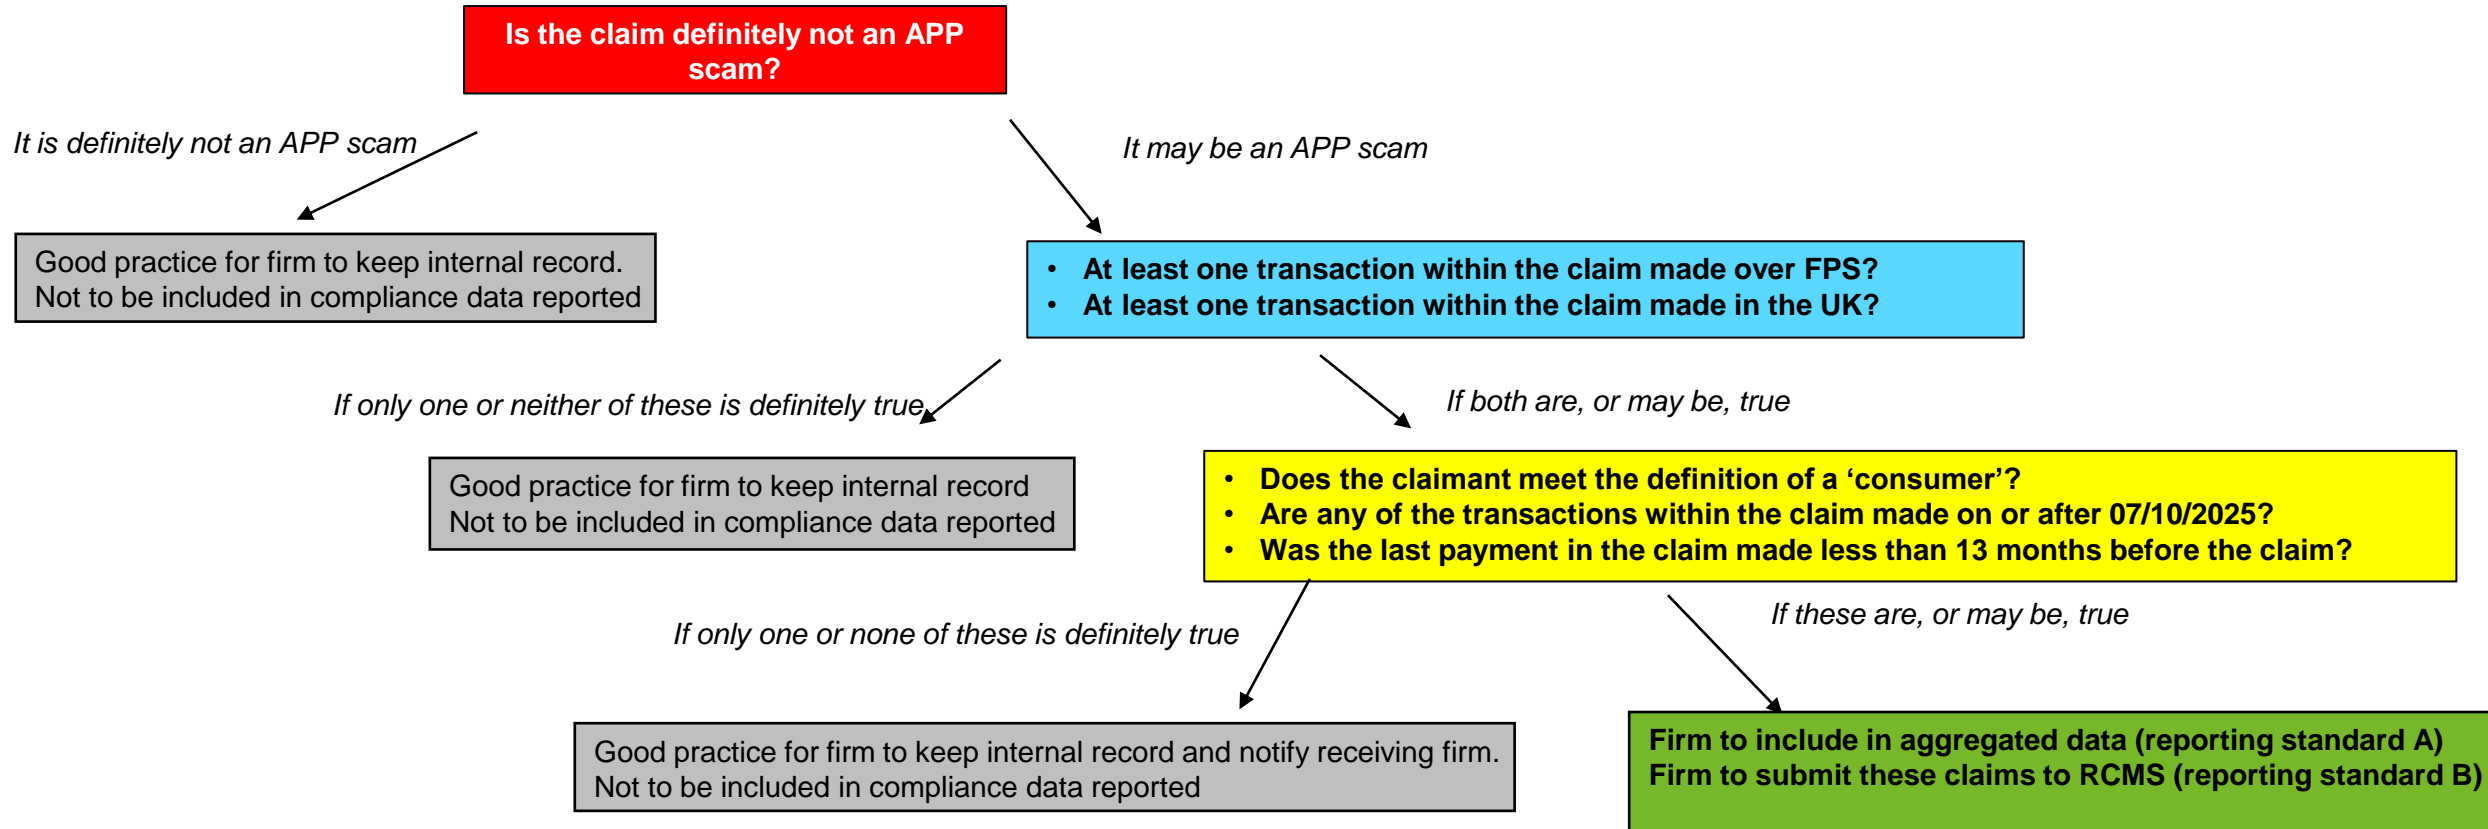 Is the claim definitely not an APP
scam?
It is definitely not an APP scam
It may be an APP scam
Good practice for firm to keep internal record.
Not to be included in compliance data reported
• At least one transaction within the claim made over FPS?
• At least one transaction within the claim made in the UK?
If only one or neither of these is definitely true
If both are, or may be, true
Good practice for firm to keep internal record
Not to be included in compliance data reported
• Does the claimant meet the definition of a ‘consumer’?
• Are any of the transactions within the claim made on or after 07/10/2025?
• Was the last payment in the claim made less than 13 months before the claim?
If only one or none of these is definitely true
If these are, or may be, true
Good practice for firm to keep internal record and notify receiving firm.
Not to be included in compliance data reported
Firm to include in aggregated data (reporting standard A)
Firm to submit these claims to RCMS (reporting standard B)